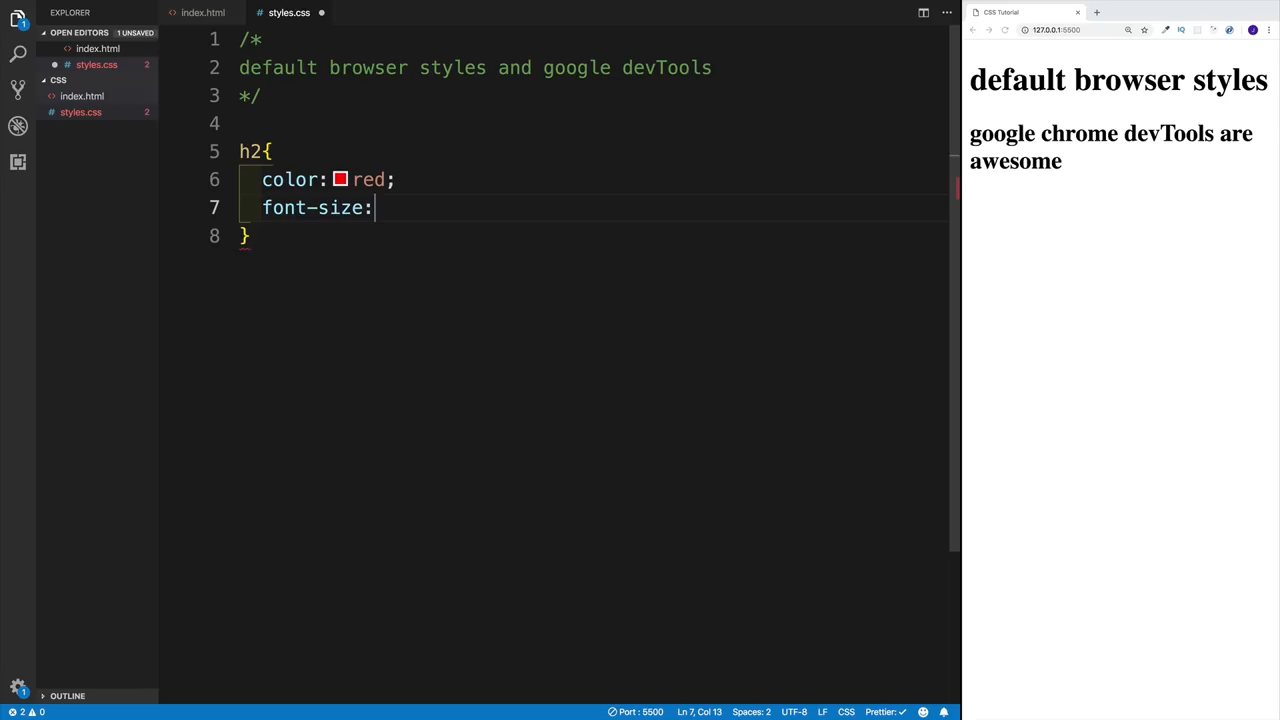 EXPLORER
OPEN EDITORS 1 UNSAVED
index.html
styles.css 2
CSS
index.html
styles.css 2
OUTLINE
index.html styles.css
1 /*
2 default browser styles and google devTools
3 */
4
5 h2{
6 color: red;
7 font-size:
8 }
CSS Tutorial
127.0.0.1:5500
default browser styles
google chrome devTools are
awesome
2 0 Port : 5500 Ln 7, Col 13 Spaces: 2 UTF-8 LF CSS Prettier: ✓